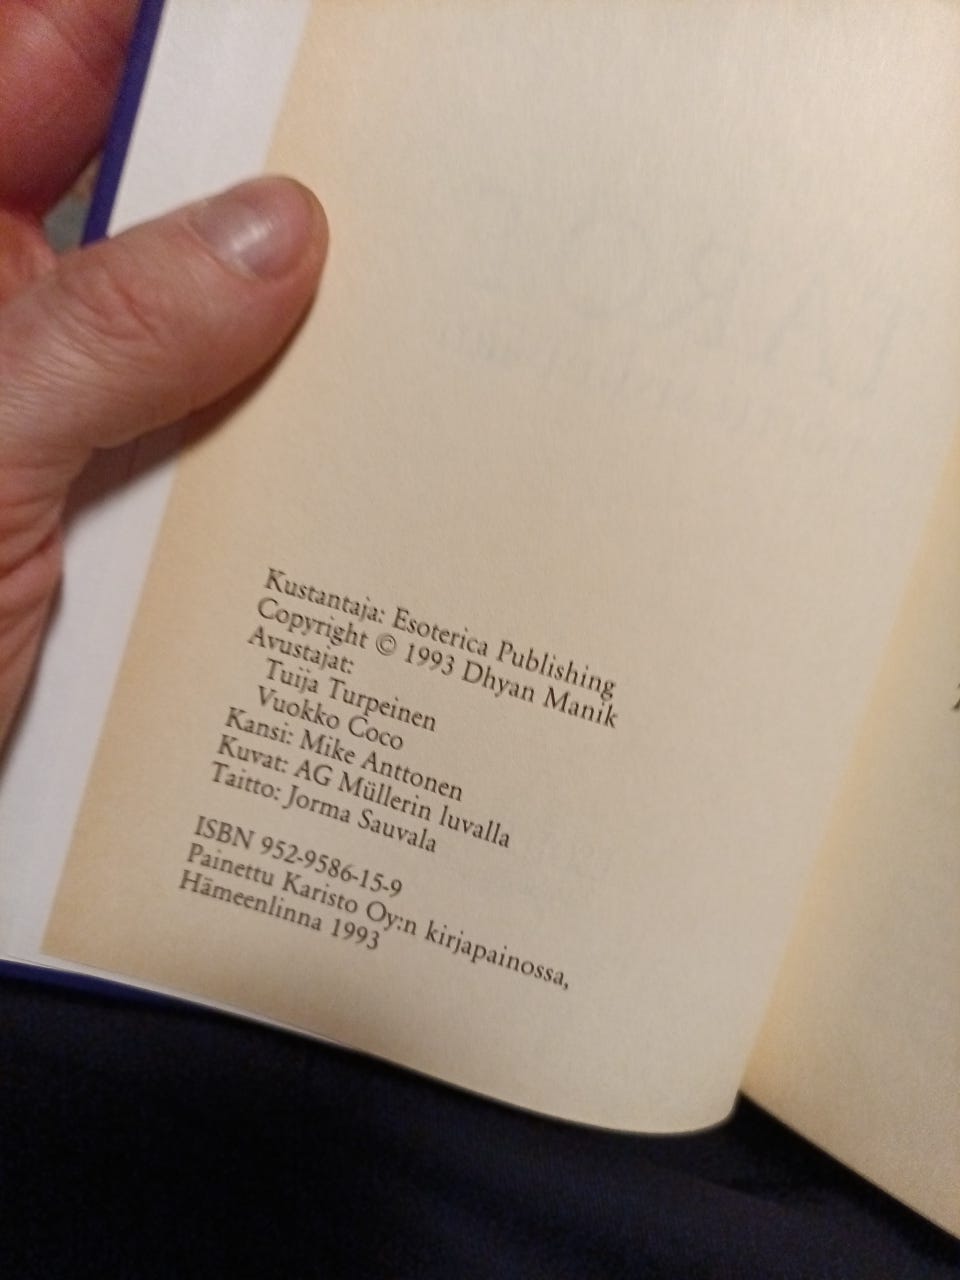 Kustantaja: Esoterica Publishing
Copyright © 1993 Dhyan Manik
Avustajat:
Tuija Turpeinen
Vuokko Coco
Kansi: Mike Anttonen
Kuvat: AG Müllerin luvalla
Taitto: Jorma Sauvala
ISBN 952-9586-15-9
Painettu Karisto Oy:n kirjapainossa,
Hämeenlinna 1993